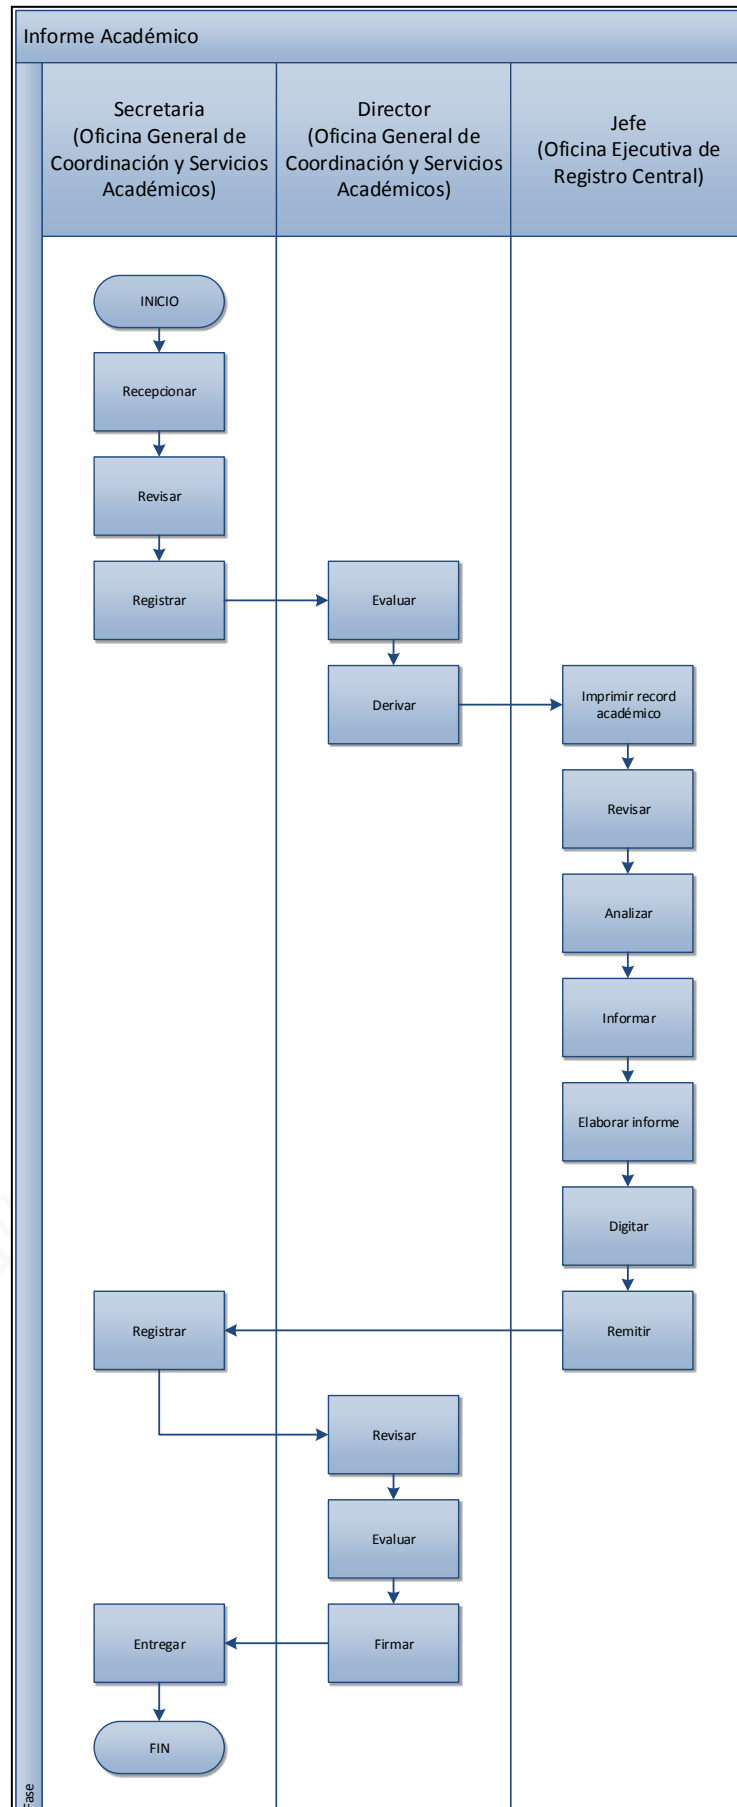 Informe Académico
Secretaria
(Oficina General de
Coordinación y Servicios
Académicos)
Director
(Oficina General de
Coordinación y Servicios
Académicos)
Jefe
(Oficina Ejecutiva de
Registro Central)
INICIO
Recepcionar
Revisar
Registrar
Evaluar
Derivar
Imprimir record
académico
Revisar
Analizar
Informar
Elaborar informe
Digitar
Remitir
Registrar
Revisar
Evaluar
Firmar
Entregar
FIN
Fase